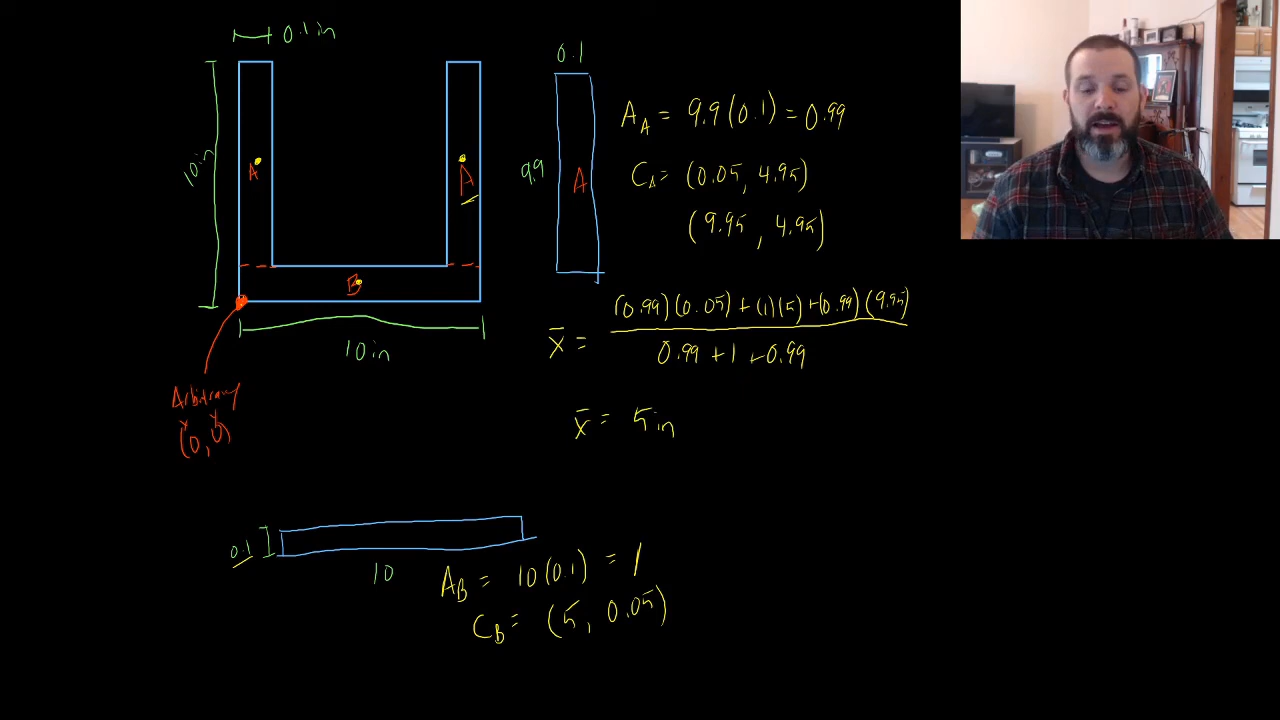 0.1 in
10 in
A
A
B
10 in
Arbitrary
x y
(0, 0)
0.1
9.9
A
A_A = 9.9(0.1) = 0.99
C_A = (0.05, 4.95)
(9.95, 4.95)
x̄ = (0.99)(0.05) + (1)(5) + (0.99)(9.95)
0.99 + 1 + 0.99
x̄ = 5 in
0.1
10
A_B = 10(0.1) = 1
C_B = (5, 0.05)